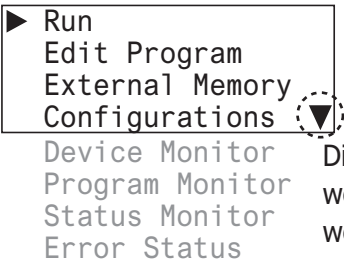 ▶ Run
Edit Program
External Memory
Configurations ▼
Device Monitor
Program Monitor
Status Monitor
Error Status